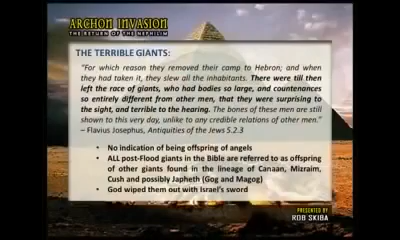 ARCHON INVASION
THE RETURN OF THE NEPHILIM
THE TERRIBLE GIANTS:
"For which reason they removed their camp to Hebron; and when
they had taken it, they slew all the inhabitants. There were till then
left the race of giants, who had bodies so large, and countenances
so entirely different from other men, that they were surprising to
the sight, and terrible to the hearing. The bones of these men are still
shown to this very day, unlike to any credible relations of other men."
– Flavius Josephus, Antiquities of the Jews 5.2.3
• No indication of being offspring of angels
• ALL post-Flood giants in the Bible are referred to as offspring
of other giants found in the lineage of Canaan, Mizraim,
Cush and possibly Japheth (Gog and Magog)
• God wiped them out with Israel's sword
PRESENTED BY
ROB SKIBA